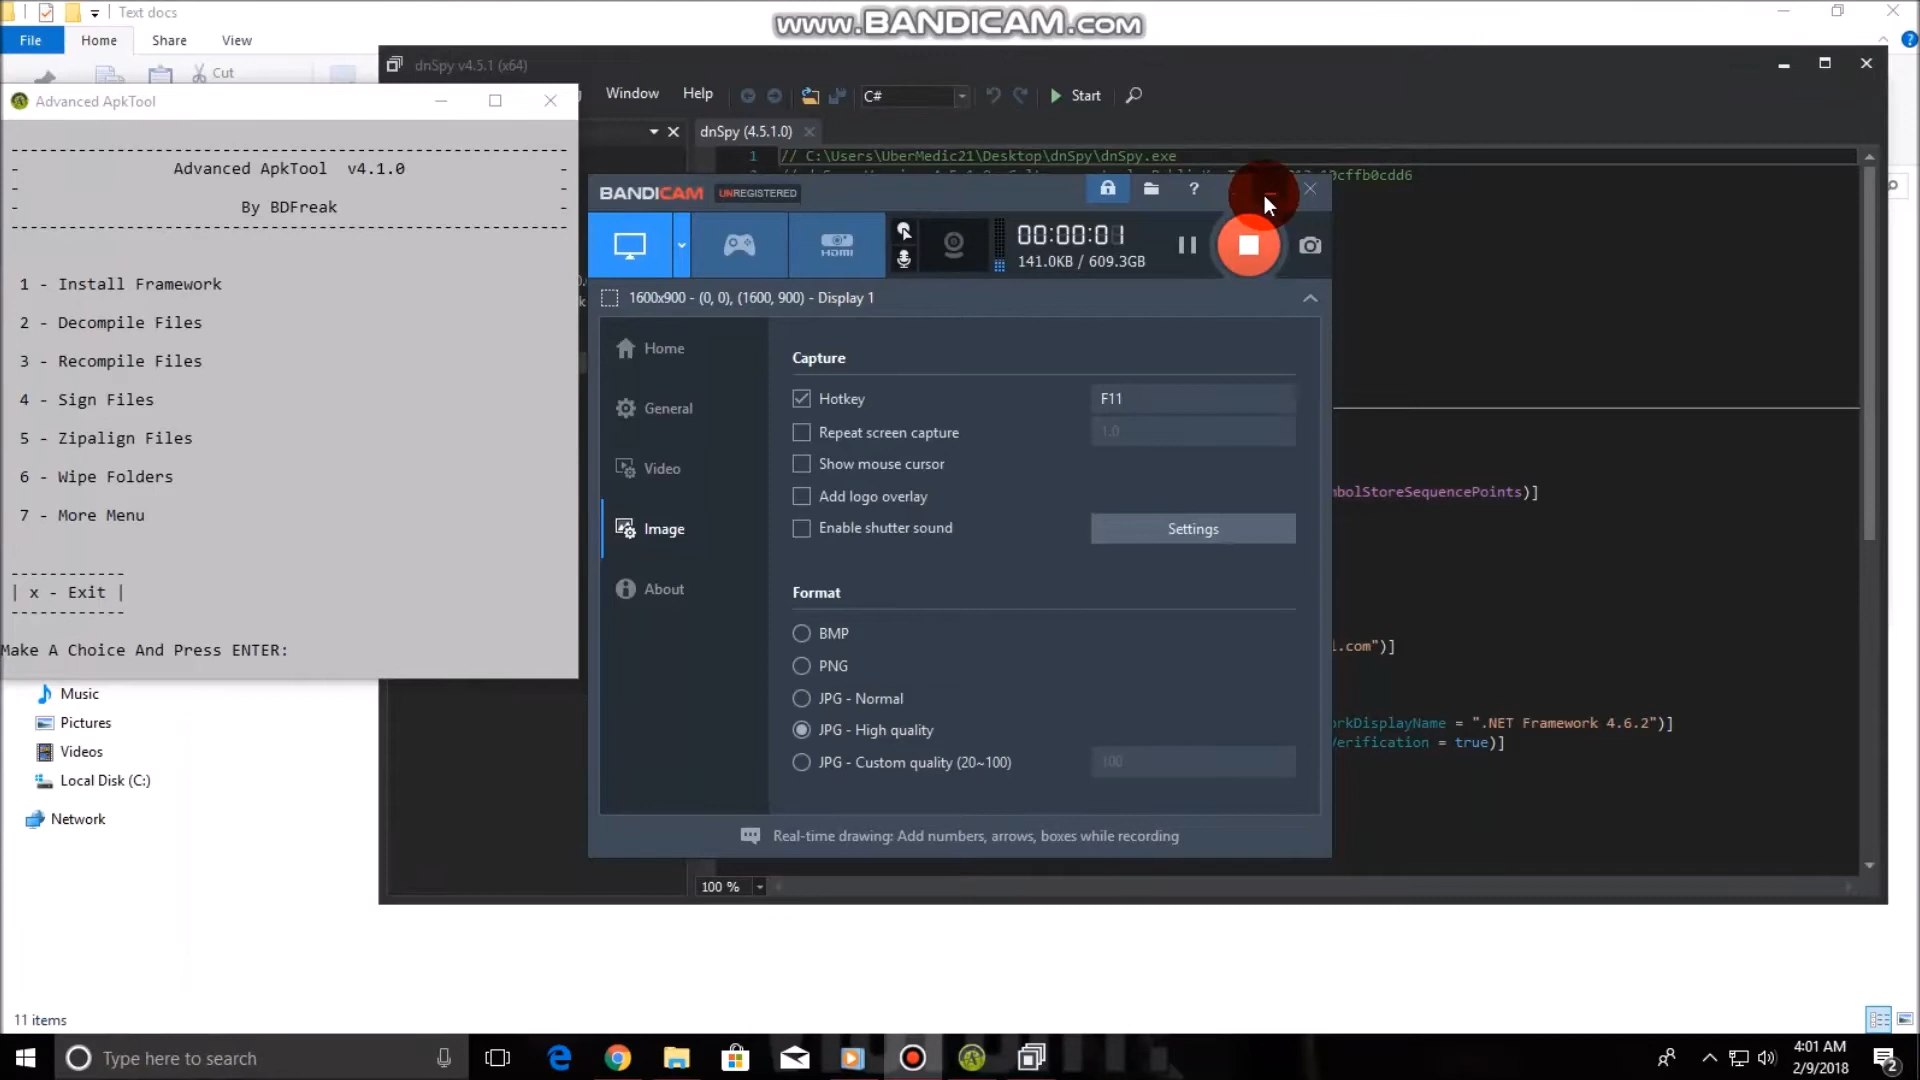 Text docs
www.BANDICAM.com
File Home Share View
Cut
dnSpy v4.5.1 (x64)
Advanced ApkTool
Window Help C# Start
dnSpy (4.5.1.0)
1 // C:\Users\UberMedic21\Desktop\dnSpy\dnSpy.exe
cffb0cdd6
- Advanced ApkTool v4.1.0 -
- -
- By BDFreak -
BANDICAM UNREGISTERED
HDMI
00:00:01
141.0KB / 609.3GB
1600x900 - (0, 0), (1600, 900) - Display 1
1 - Install Framework
2 - Decompile Files
3 - Recompile Files
4 - Sign Files
5 - Zipalign Files
6 - Wipe Folders
7 - More Menu
| x - Exit |
Make A Choice And Press ENTER:
Home
General
Video
Image
About
Capture
Hotkey F11
Repeat screen capture 1.0
Show mouse cursor
Add logo overlay
Enable shutter sound Settings
Format
BMP
PNG
JPG - Normal
JPG - High quality
JPG - Custom quality (20~100) 100
Real-time drawing: Add numbers, arrows, boxes while recording
bolStoreSequencePoints)]
l.com")]
rkDisplayName = ".NET Framework 4.6.2")]
erification = true)]
Music
Pictures
Videos
Local Disk (C:)
Network
100 %
11 items
Type here to search
4:01 AM
2/9/2018
2